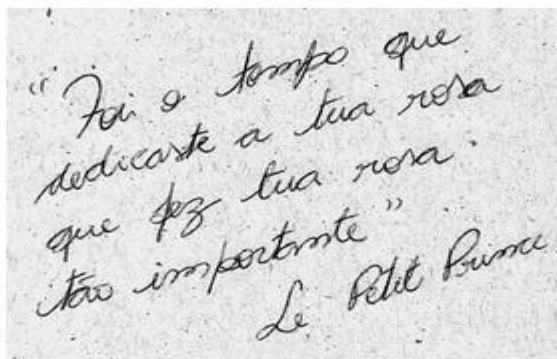 “Foi o tempo que
dedicaste a tua rosa
que fez tua rosa
tão importante”
Le Petit Prince